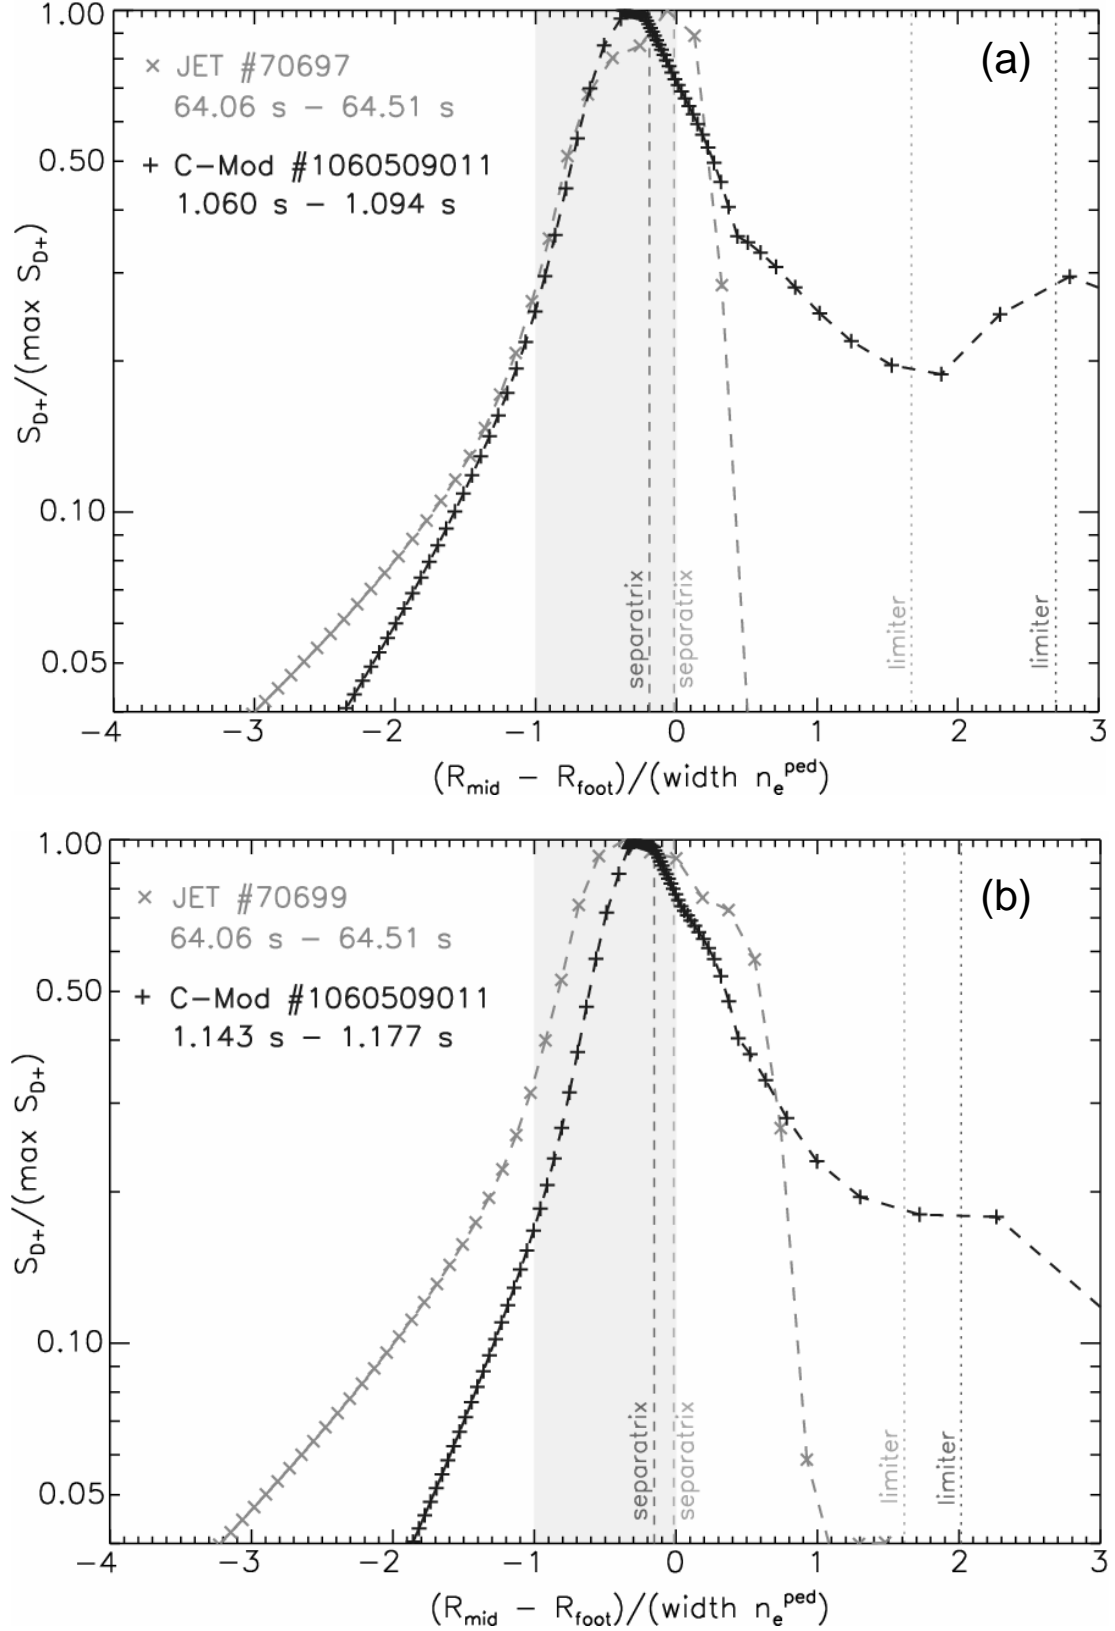 (a)
× JET #70697
64.06 s – 64.51 s
+ C–Mod #1060509011
1.060 s – 1.094 s
1.00
0.50
0.10
0.05
S_D+/(max S_D+)
separatrix
separatrix
limiter
limiter
−4 −3 −2 −1 0 1 2 3
(R_mid − R_foot)/(width n_e^ped)
(b)
× JET #70699
64.06 s – 64.51 s
+ C–Mod #1060509011
1.143 s – 1.177 s
1.00
0.50
0.10
0.05
S_D+/(max S_D+)
separatrix
separatrix
limiter
limiter
−4 −3 −2 −1 0 1 2 3
(R_mid − R_foot)/(width n_e^ped)